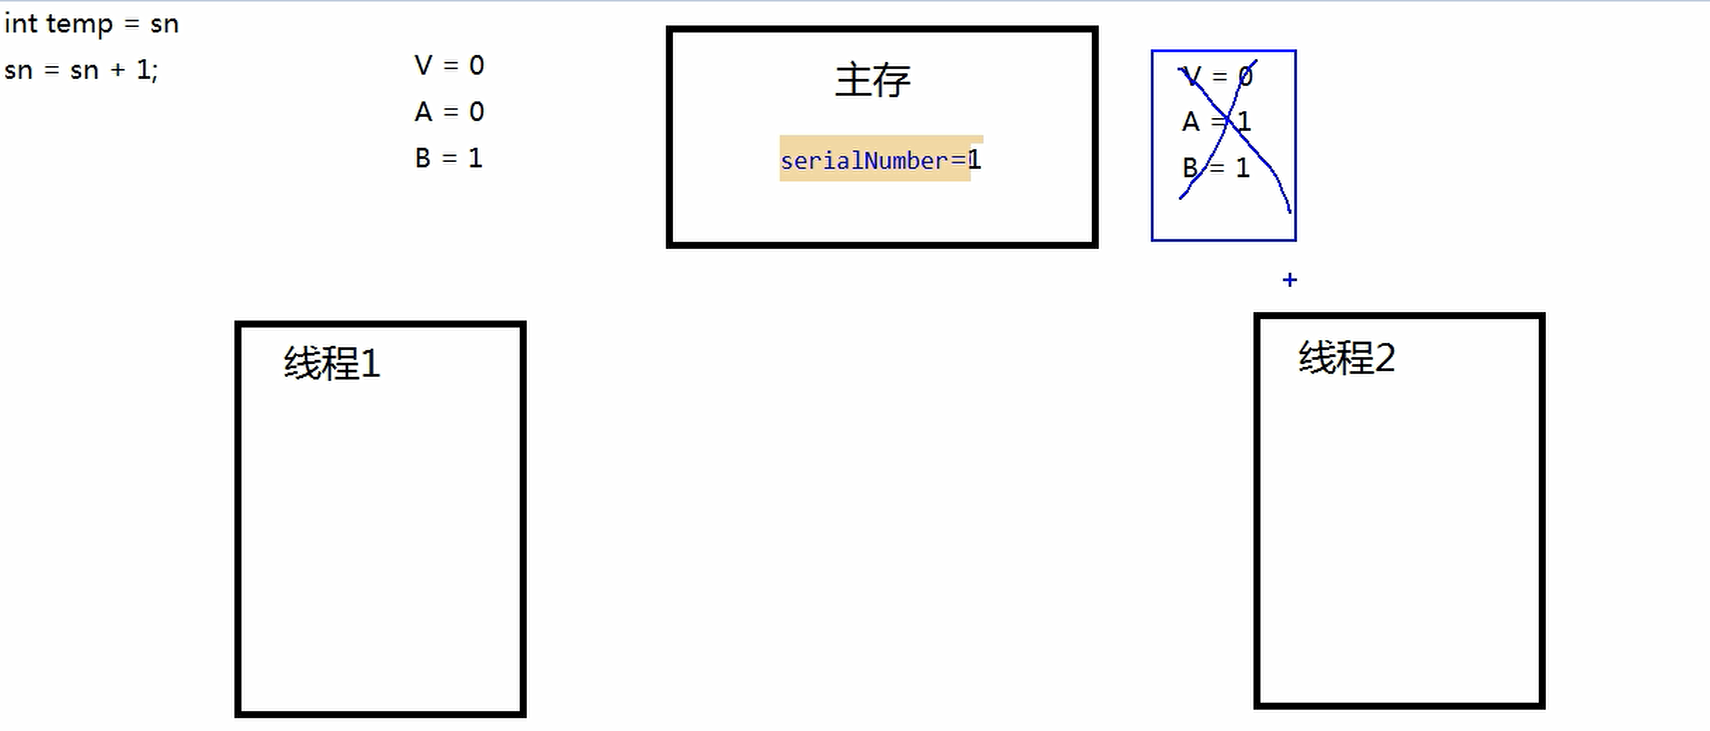 int temp = sn
sn = sn + 1;
V = 0
A = 0
B = 1
主存
serialNumber=1
V = 0
A = 1
B = 1
线程1
线程2